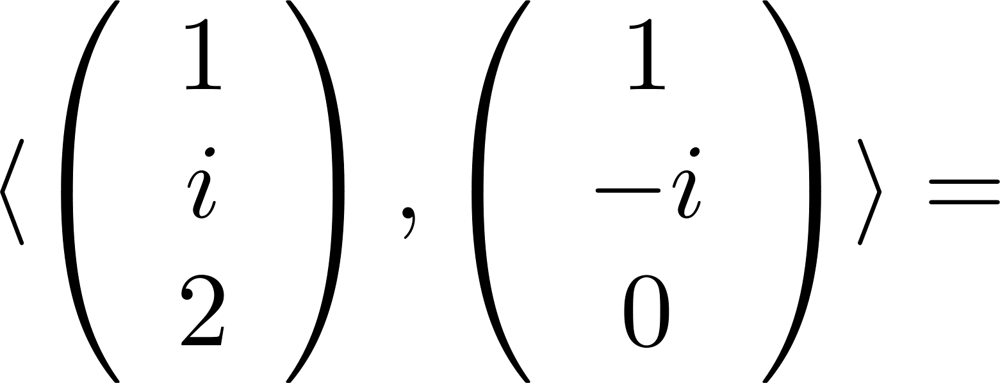 ⟨ ( 1 i 2 ) , ( 1 −i 0 ) ⟩ =